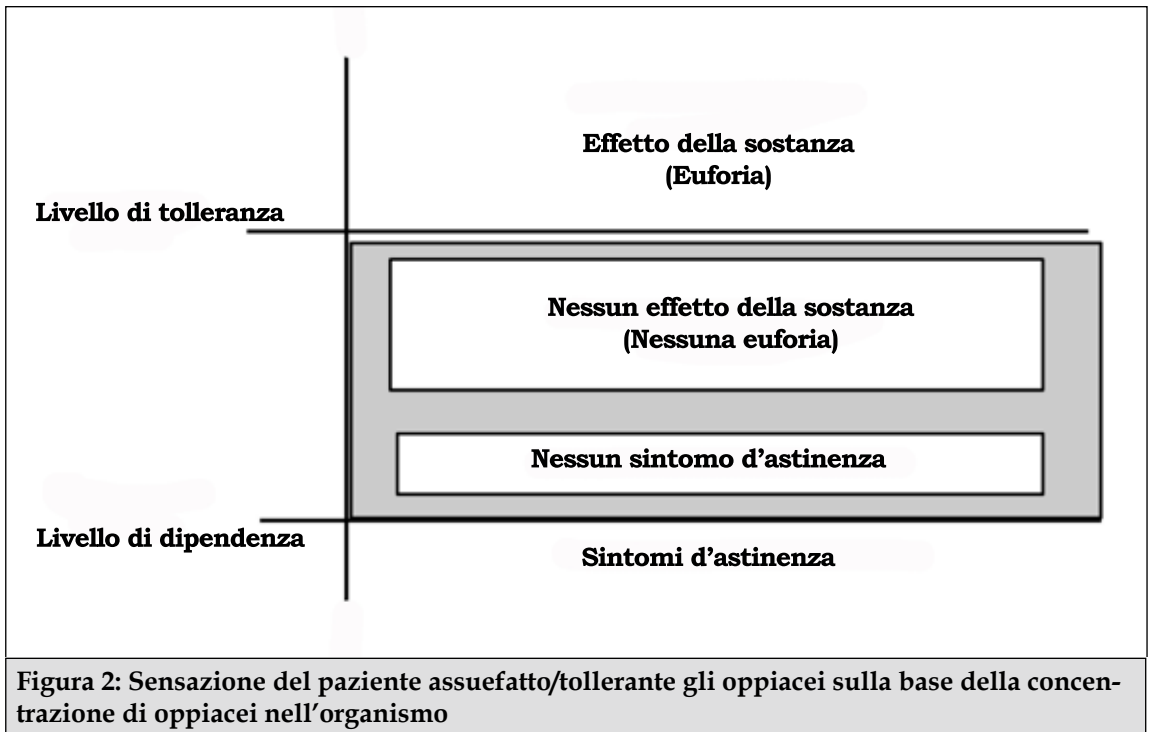 Effetto della sostanza
(Euforia)
Livello di tolleranza
Nessun effetto della sostanza
(Nessuna euforia)
Nessun sintomo d'astinenza
Livello di dipendenza
Sintomi d'astinenza
Figura 2: Sensazione del paziente assuefatto/tollerante gli oppiacei sulla base della concen-
trazione di oppiacei nell'organismo